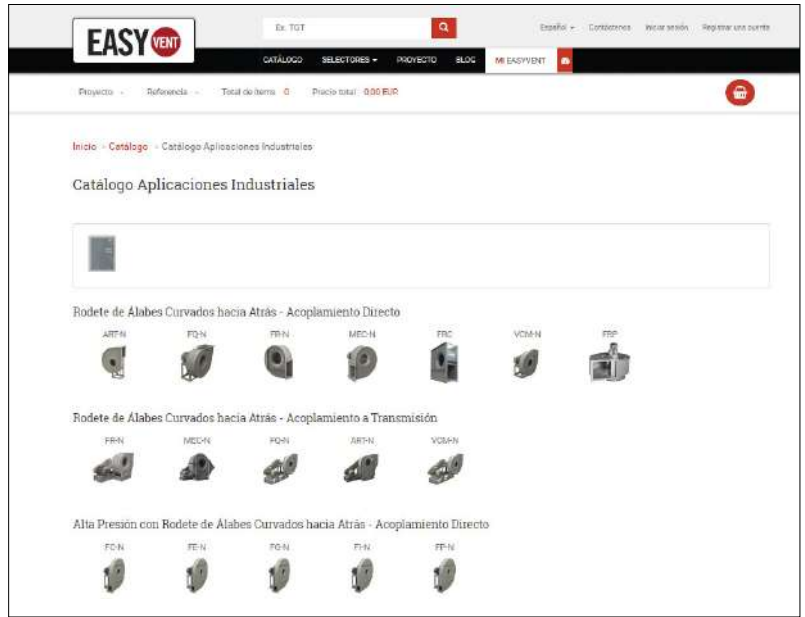 EASY VENT
Ex. TGT
Español
Contáctenos
Iniciar sesión
Registrar una cuenta
CATÁLOGO
SELECTORES
PROYECTO
BLOG
MI EASYVENT
Proyecto -
Referencia -
Total de items 0
Precio total 0,00 EUR
Inicio - Catálogo - Catálogo Aplicaciones Industriales
Catálogo Aplicaciones Industriales
Rodete de Álabes Curvados hacia Atrás - Acoplamiento Directo
ART-N FQ-N FR-N MEC-N FRC VCM-N FRP
Rodete de Álabes Curvados hacia Atrás - Acoplamiento a Transmisión
FR-N MEC-N FQ-N ART-N VCM-N
Alta Presión con Rodete de Álabes Curvados hacia Atrás - Acoplamiento Directo
FC-N FE-N FG-N FI-N FP-N